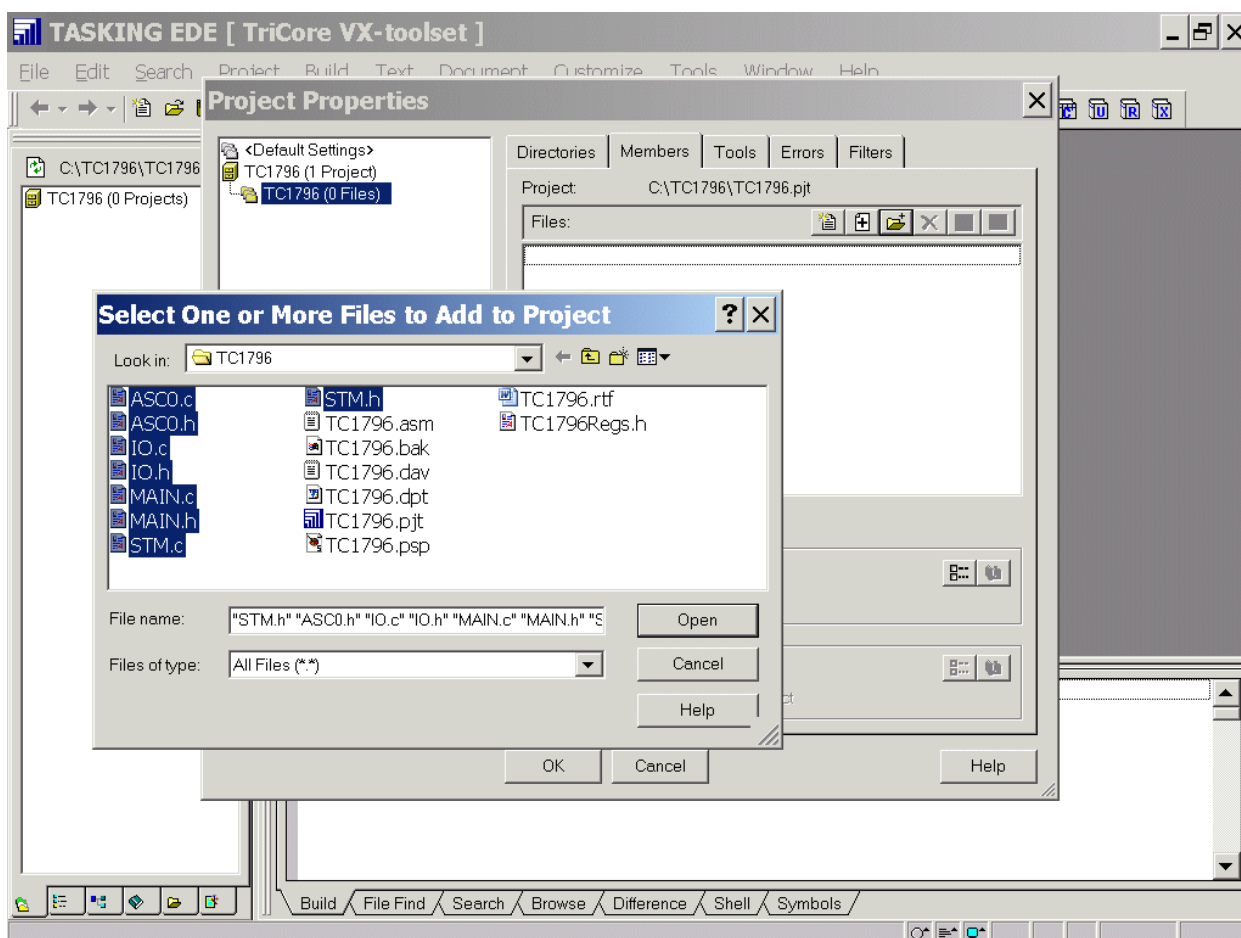 TASKING EDE [ TriCore VX-toolset ]
File Edit Search Project Build Text Document Customize Tools Window Help
Project Properties
C:\TC1796\TC1796
TC1796 (0 Projects)
<Default Settings>
TC1796 (1 Project)
TC1796 (0 Files)
Directories Members Tools Errors Filters
Project: C:\TC1796\TC1796.pjt
Files:
Select One or More Files to Add to Project
Look in: TC1796
ASC0.c
ASC0.h
IO.c
IO.h
MAIN.c
MAIN.h
STM.c
STM.h
TC1796.asm
TC1796.bak
TC1796.dav
TC1796.dpt
TC1796.pjt
TC1796.psp
TC1796.rtf
TC1796Regs.h
File name: "STM.h" "ASC0.h" "IO.c" "IO.h" "MAIN.c" "MAIN.h" "S
Open
Files of type: All Files (*.*)
Cancel
Help
OK Cancel Help
Build File Find Search Browse Difference Shell Symbols